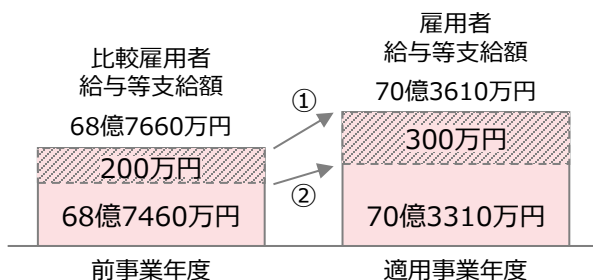 比較雇用者
給与等支給額
68億7660万円
200万円
68億7460万円
前事業年度
①
②
雇用者
給与等支給額
70億3610万円
300万円
70億3310万円
適用事業年度